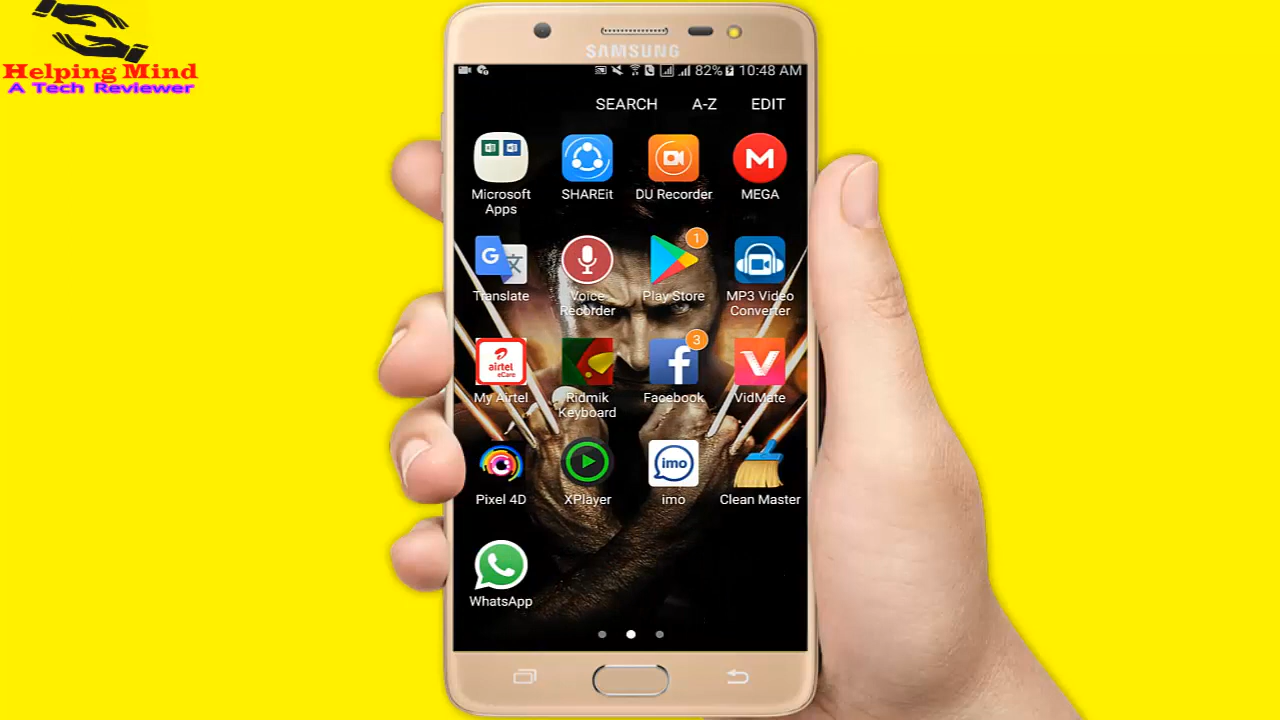 Helping Mind
A Tech Reviewer
SAMSUNG
82% 10:48 AM
SEARCH A-Z EDIT
Microsoft Apps
SHAREit
DU Recorder
M
MEGA
G
Translate
Voice Recorder
1
Play Store
MP3 Video Converter
airtel
eCare
My Airtel
Ridmik Keyboard
3
f
Facebook
V
VidMate
Pixel 4D
XPlayer
imo
imo
Clean Master
WhatsApp